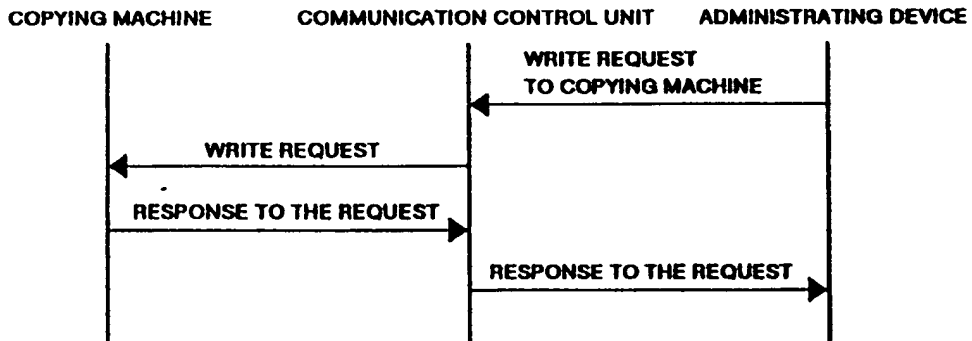 COPYING MACHINE COMMUNICATION CONTROL UNIT ADMINISTRATING DEVICE
WRITE REQUEST
TO COPYING MACHINE
WRITE REQUEST
RESPONSE TO THE REQUEST
RESPONSE TO THE REQUEST